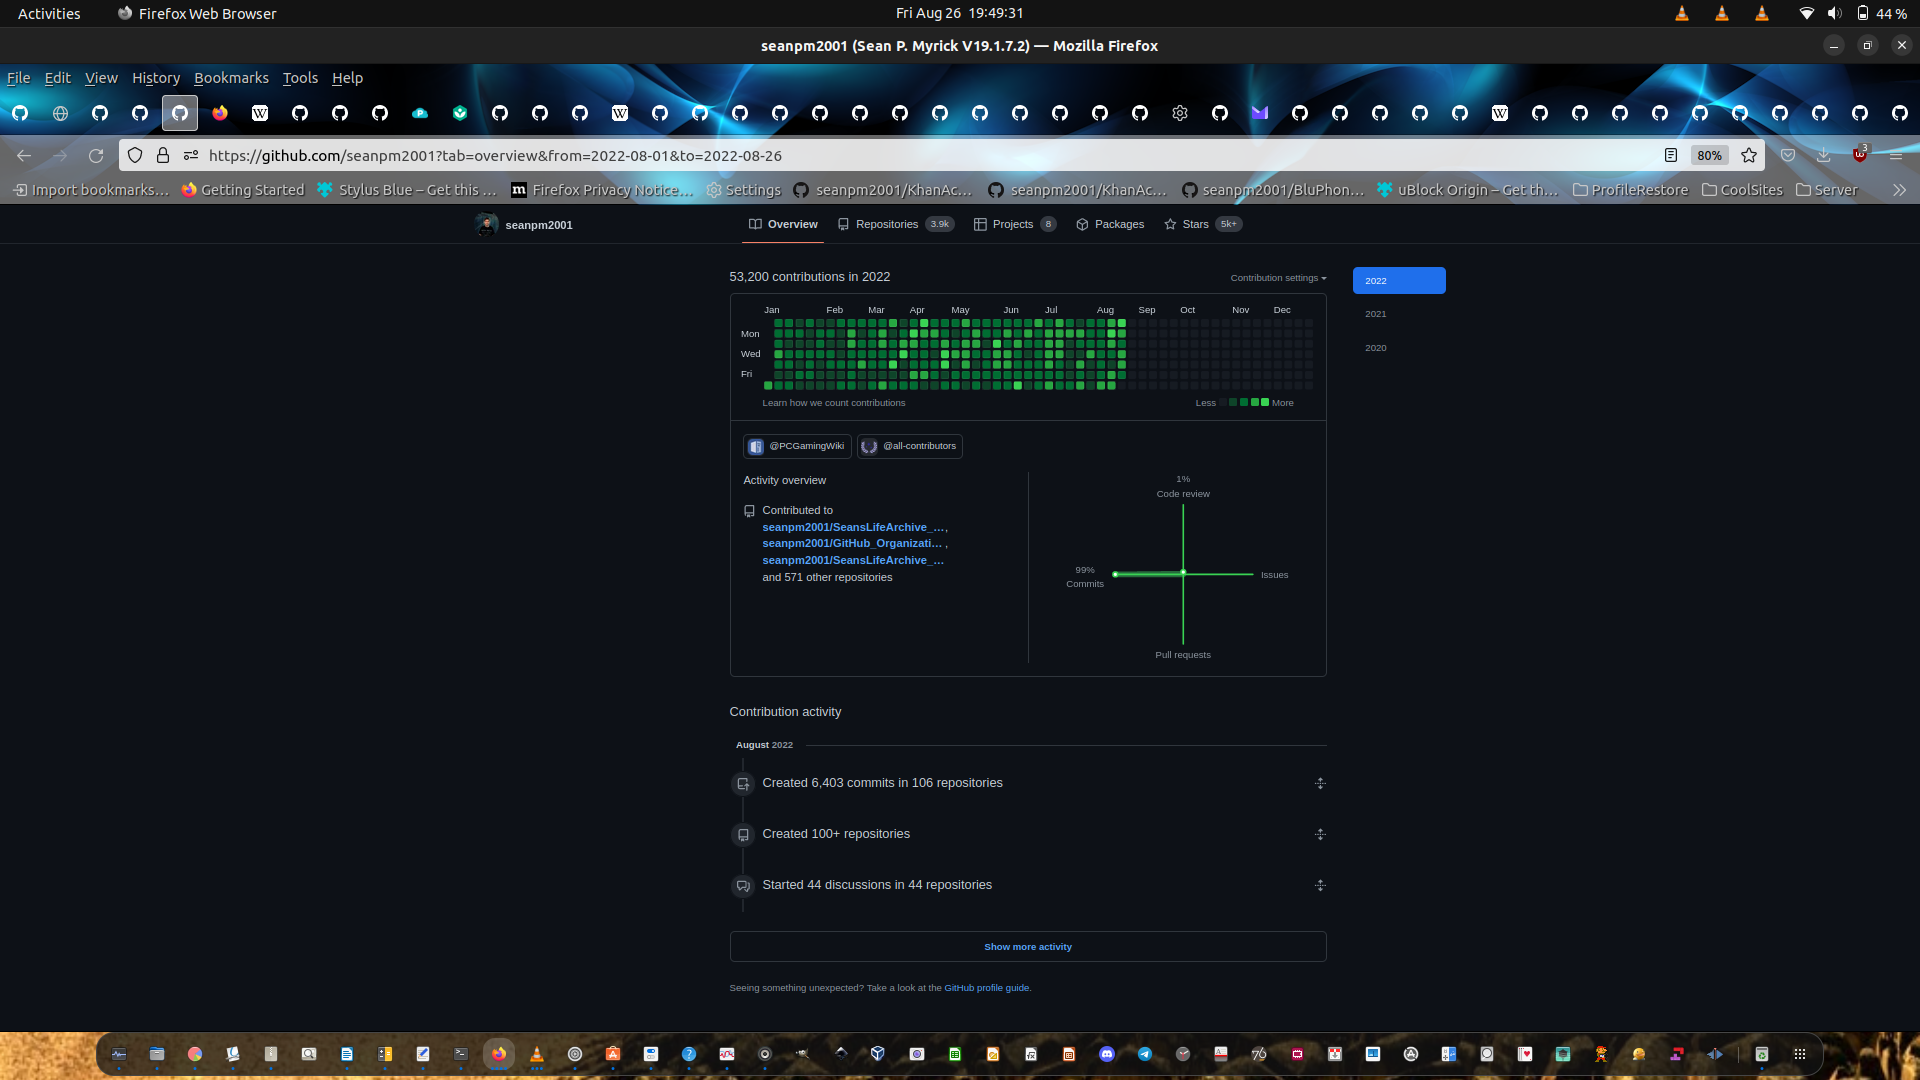 Activities Firefox Web Browser Fri Aug 26 19:49:31 44 %
seanpm2001 (Sean P. Myrick V19.1.7.2) — Mozilla Firefox
File Edit View History Bookmarks Tools Help
https://github.com/seanpm2001?tab=overview&from=2022-08-01&to=2022-08-26 80% 3
Import bookmarks… Getting Started Stylus Blue – Get this … Firefox Privacy Notice… Settings seanpm2001/KhanAc… seanpm2001/KhanAc… seanpm2001/BluPhon… uBlock Origin – Get th… ProfileRestore CoolSites Server
seanpm2001 Overview Repositories 3.9k Projects 8 Packages Stars 5k+
53,200 contributions in 2022 Contribution settings
2022
2021
2020
Jan Feb Mar Apr May Jun Jul Aug Sep Oct Nov Dec
Mon
Wed
Fri
Learn how we count contributions Less More
@PCGamingWiki @all-contributors
Activity overview
Contributed to
seanpm2001/SeansLifeArchive_…,
seanpm2001/GitHub_Organizati… ,
seanpm2001/SeansLifeArchive_…
and 571 other repositories
1%
Code review
99%
Commits
Issues
Pull requests
Contribution activity
August 2022
Created 6,403 commits in 106 repositories
Created 100+ repositories
Started 44 discussions in 44 repositories
Show more activity
Seeing something unexpected? Take a look at the GitHub profile guide.